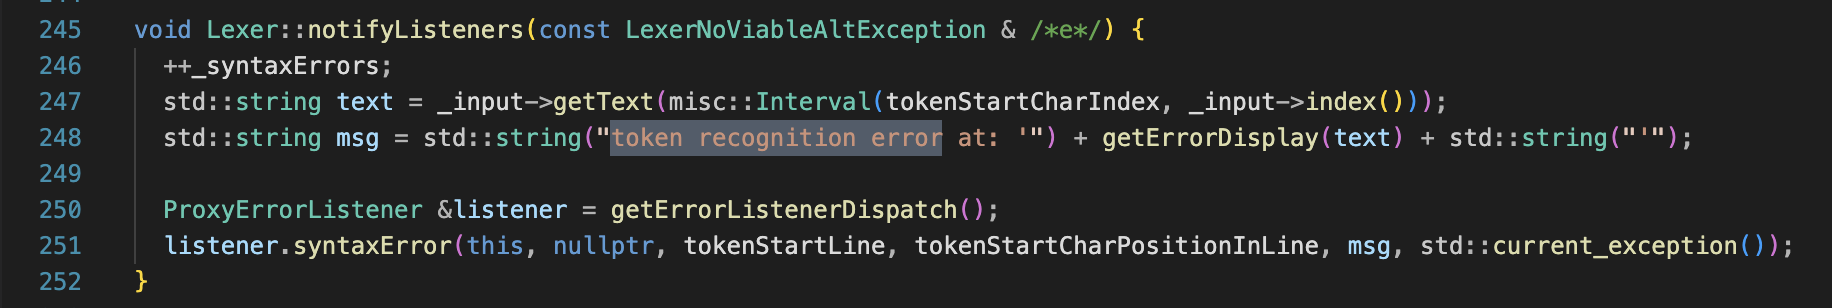 245 void Lexer::notifyListeners(const LexerNoViableAltException & /*e*/) {
246 ++_syntaxErrors;
247 std::string text = _input->getText(misc::Interval(tokenStartCharIndex, _input->index()));
248 std::string msg = std::string("token recognition error at: '") + getErrorDisplay(text) + std::string("'");
249
250 ProxyErrorListener &listener = getErrorListenerDispatch();
251 listener.syntaxError(this, nullptr, tokenStartLine, tokenStartCharPositionInLine, msg, std::current_exception());
252 }